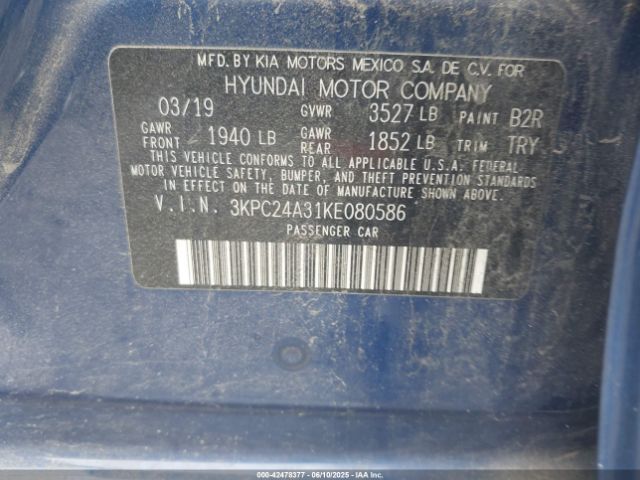 MFD. BY KIA MOTORS MEXICO S.A. DE C.V. FOR
HYUNDAI MOTOR COMPANY
03/19 GVWR 3527 LB PAINT B2R
GAWR FRONT 1940 LB GAWR REAR 1852 LB TRIM TRY
THIS VEHICLE CONFORMS TO ALL APPLICABLE U.S.A. FEDERAL
MOTOR VEHICLE SAFETY, BUMPER, AND THEFT PREVENTION STANDARDS
IN EFFECT ON THE DATE OF MANUFACTURE SHOWN ABOVE.
V.I.N. 3KPC24A31KE080586
PASSENGER CAR
000-42478377 - 06/10/2025 - IAAI.COM